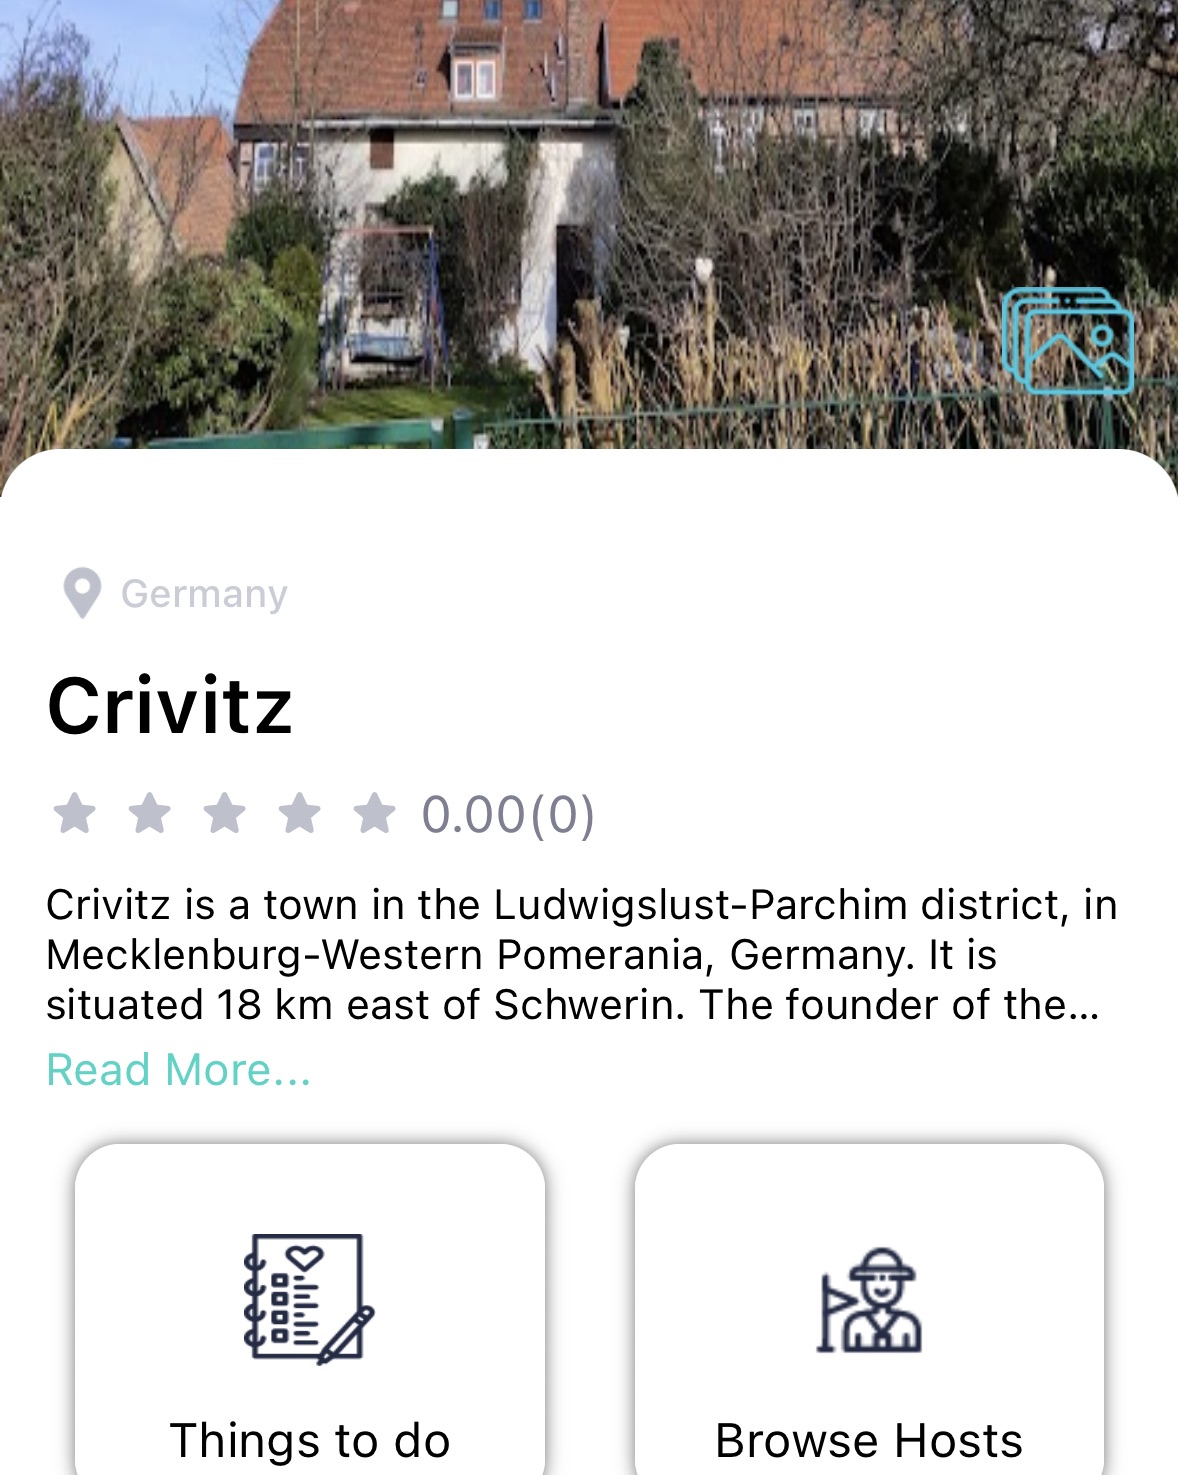 Germany
Crivitz
0.00(0)
Crivitz is a town in the Ludwigslust-Parchim district, in
Mecklenburg-Western Pomerania, Germany. It is
situated 18 km east of Schwerin. The founder of the...
Read More...
Things to do
Browse Hosts